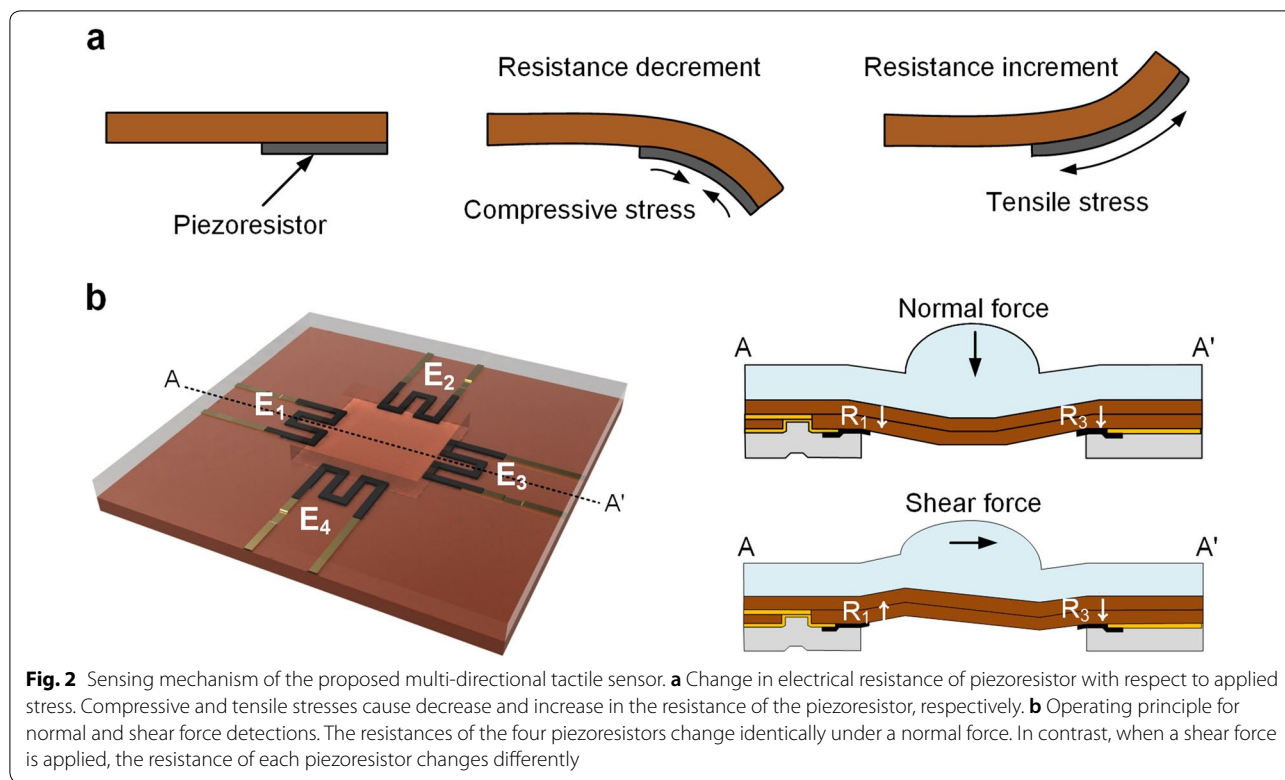 a
Resistance decrement
Resistance increment
Piezoresistor
Compressive stress
Tensile stress
b
A
E1
E2
E3
E4
A'
Normal force
A
A'
R1 ↓
R3 ↓
Shear force
A
A'
R1 ↑
R3 ↓
Fig. 2 Sensing mechanism of the proposed multi-directional tactile sensor. a Change in electrical resistance of piezoresistor with respect to applied
stress. Compressive and tensile stresses cause decrease and increase in the resistance of the piezoresistor, respectively. b Operating principle for
normal and shear force detections. The resistances of the four piezoresistors change identically under a normal force. In contrast, when a shear force
is applied, the resistance of each piezoresistor changes differently